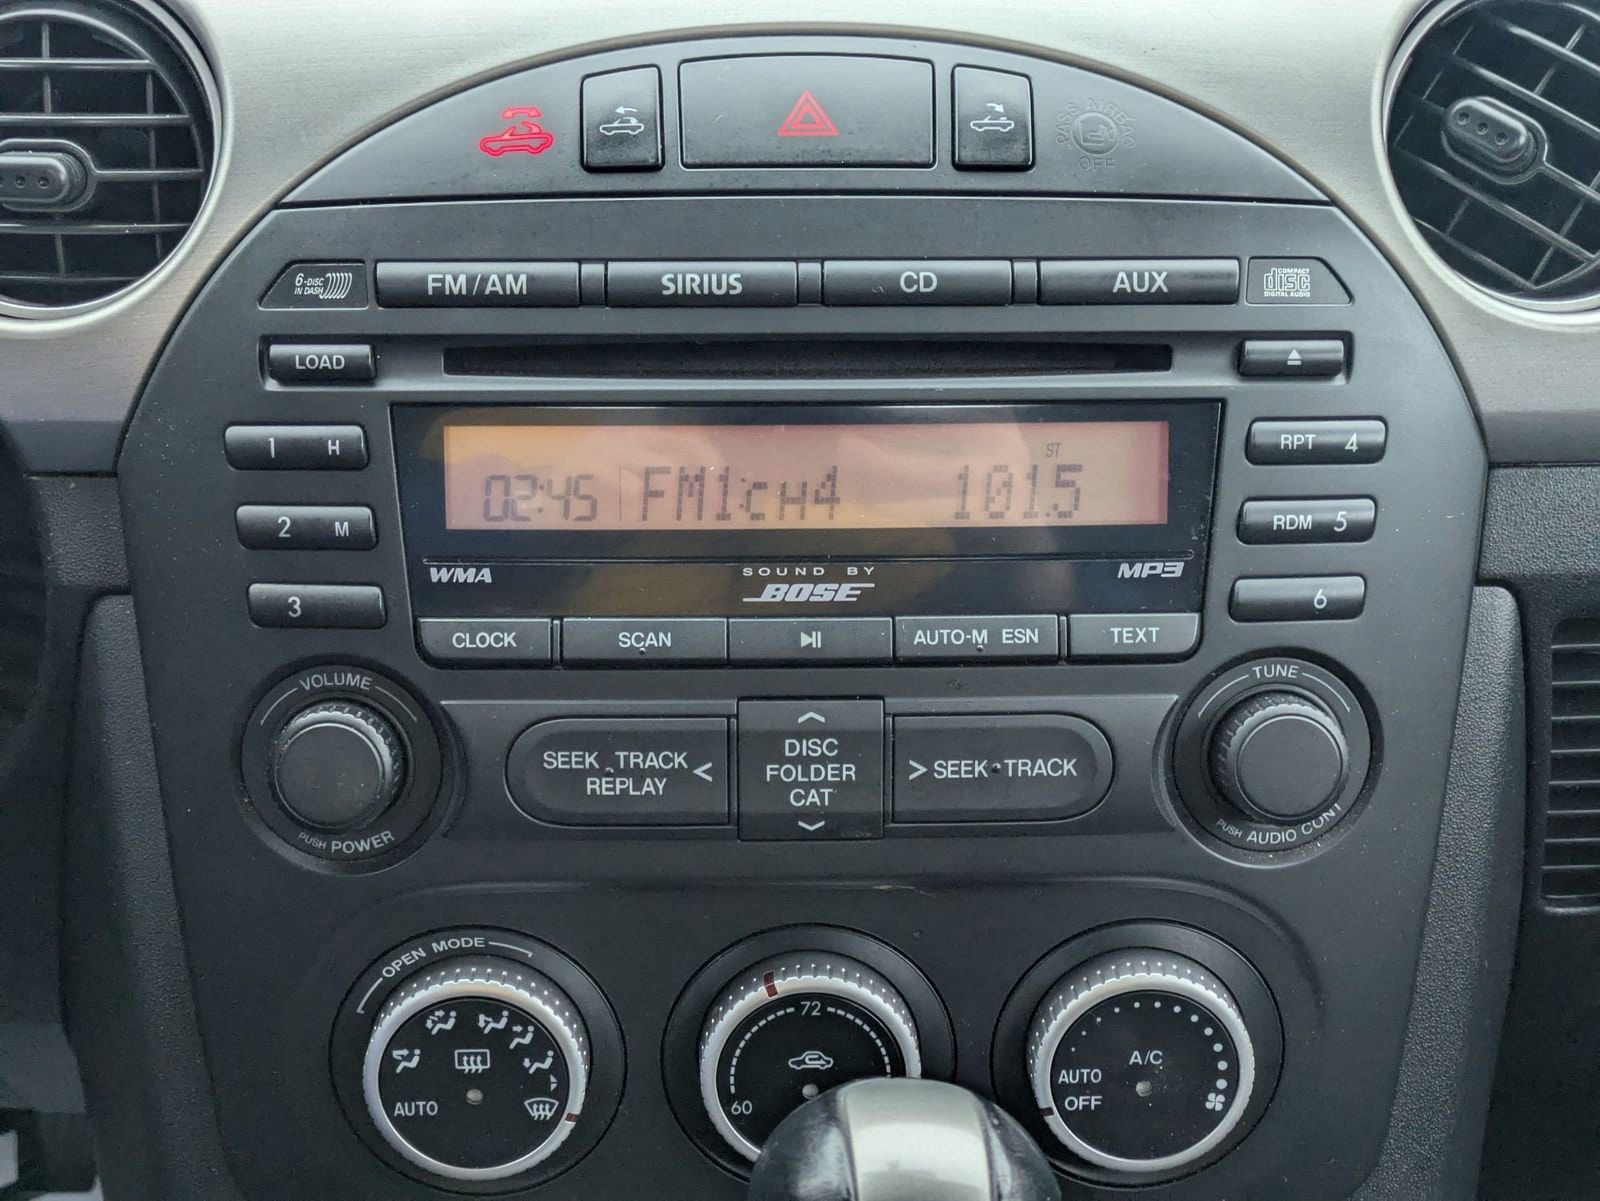 PASS AIRBAG
OFF
6-DISC
IN DASH
FM/AM
SIRIUS
CD
AUX
COMPACT
disc
DIGITAL AUDIO
LOAD
1 H
RPT 4
ST
02:45 FM1:CH4 101.5
2 M
RDM 5
WMA
SOUND BY
BOSE
MP3
3
6
CLOCK
SCAN
AUTO-M ESN
TEXT
VOLUME
PUSH POWER
SEEK TRACK <
REPLAY
DISC
FOLDER
CAT
> SEEK TRACK
TUNE
PUSH AUDIO CONT
OPEN MODE
AUTO
72
60
A/C
AUTO
OFF